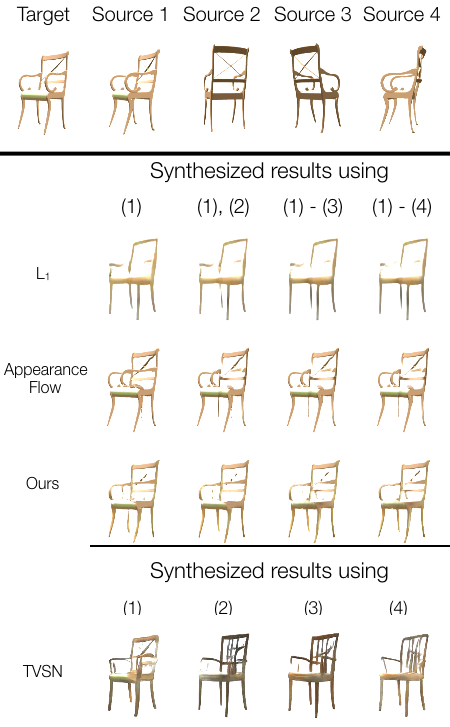 Target Source 1 Source 2 Source 3 Source 4
Synthesized results using
(1) (1), (2) (1) - (3) (1) - (4)
L₁
Appearance
Flow
Ours
Synthesized results using
(1) (2) (3) (4)
TVSN